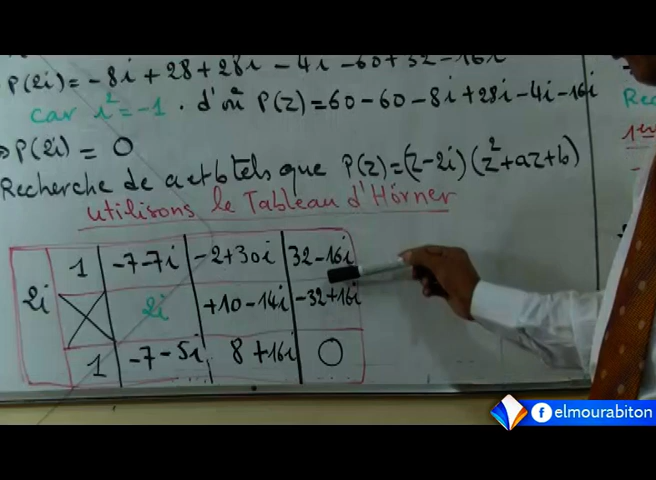 P(2i) = -8i + 28 + 28i - 4i - 60 + 32 - 16i
car i² = -1 . d'où P(z) = 60 - 60 - 8i + 28i - 4i - 16i
P(2i) = 0
Recherche de a et b tels que P(z) = (z - 2i)(z² + az + b)
utilisons le Tableau d'Hörner
1 -7-7i -2+30i 32-16i
2i 2i +10-14i -32+16i
1 -7-5i 8+16i 0
Rec
1er
elmourabiton